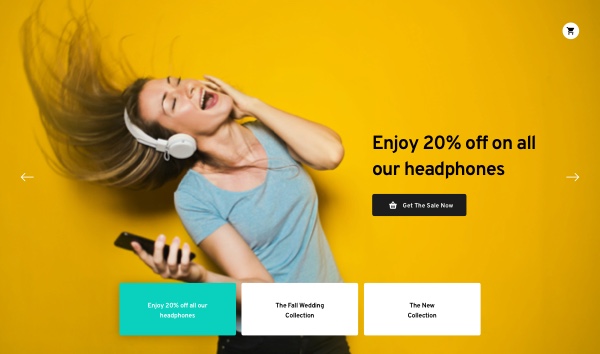 Enjoy 20% off on all
our headphones
Get The Sale Now
Enjoy 20% off all our
headphones
The Fall Wedding
Collection
The New
Collection